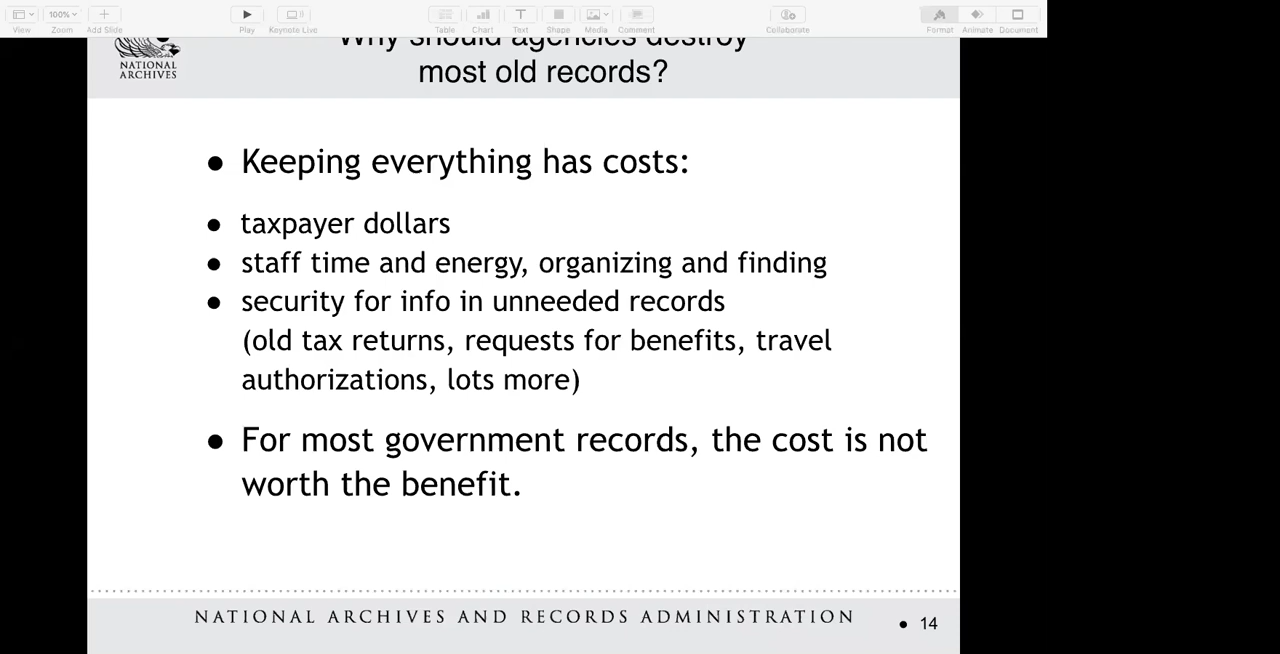 View
100%
Zoom
Add Slide
Play
Keynote Live
Table
Chart
Text
Shape
Media
Comment
Collaborate
Format
Animate
Document
NATIONAL
ARCHIVES
Why should agencies destroy
most old records?
● Keeping everything has costs:
● taxpayer dollars
● staff time and energy, organizing and finding
● security for info in unneeded records
(old tax returns, requests for benefits, travel
authorizations, lots more)
● For most government records, the cost is not
worth the benefit.
NATIONAL ARCHIVES AND RECORDS ADMINISTRATION
● 14